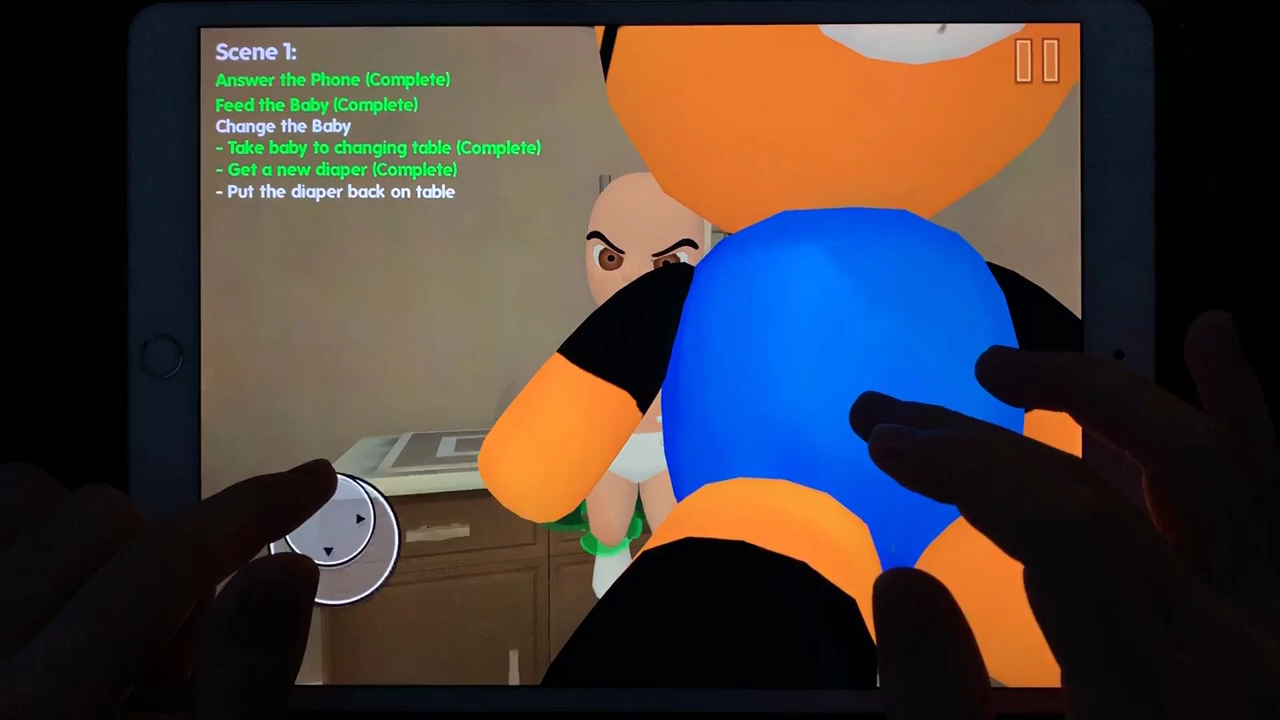 Scene 1:
Answer the Phone (Complete)
Feed the Baby (Complete)
Change the Baby
- Take baby to changing table (Complete)
- Get a new diaper (Complete)
- Put the diaper back on table